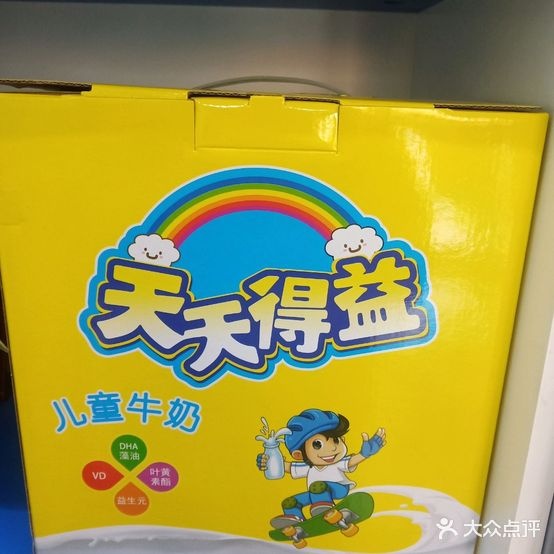 天天得益
儿童牛奶
DHA
藻油
VD
叶黄
素酯
益生元
大众点评